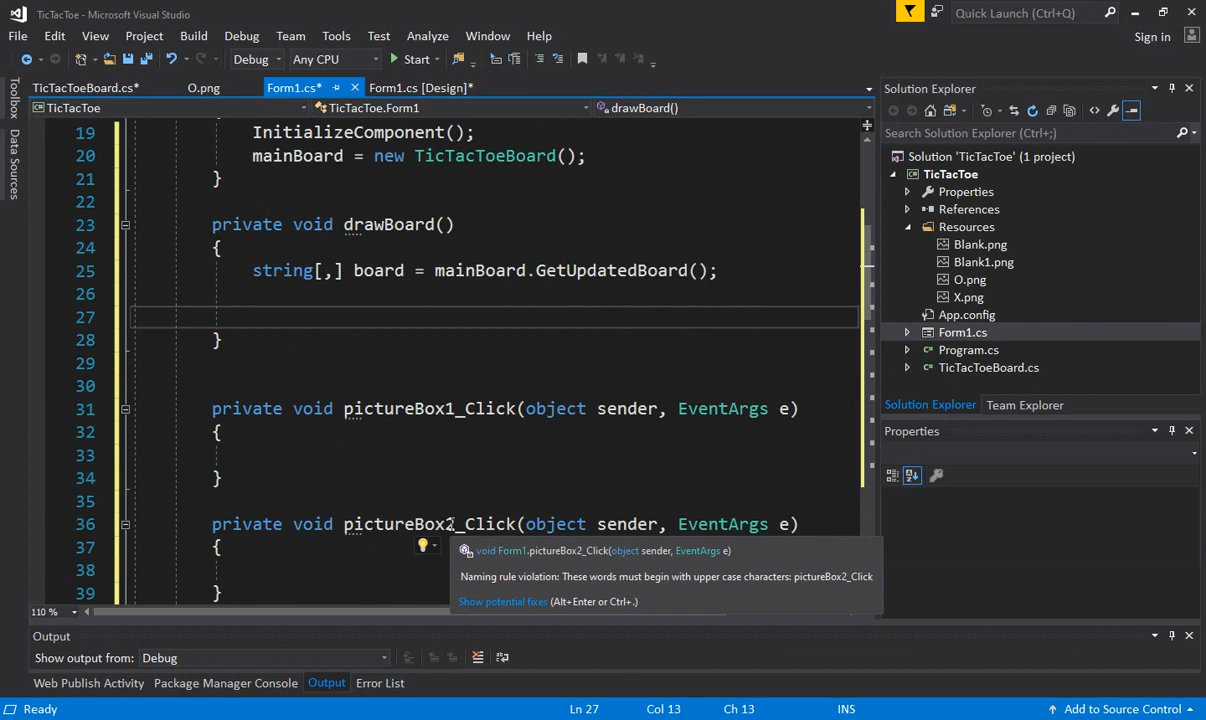 TicTacToe - Microsoft Visual Studio
Quick Launch (Ctrl+Q)
File Edit View Project Build Debug Team Tools Test Analyze Window Help
Sign in
Debug Any CPU Start
Toolbox
Data Sources
TicTacToeBoard.cs* O.png Form1.cs* Form1.cs [Design]*
TicTacToe TicTacToe.Form1 drawBoard()
19 InitializeComponent();
20 mainBoard = new TicTacToeBoard();
21 }
22
23 private void drawBoard()
24 {
25 string[,] board = mainBoard.GetUpdatedBoard();
26
27
28 }
29
30
31 private void pictureBox1_Click(object sender, EventArgs e)
32 {
33
34 }
35
36 private void pictureBox2_Click(object sender, EventArgs e)
37 {
38
39 }
void Form1.pictureBox2_Click(object sender, EventArgs e)
Naming rule violation: These words must begin with upper case characters: pictureBox2_Click
Show potential fixes (Alt+Enter or Ctrl+.)
110 %
Solution Explorer
Search Solution Explorer (Ctrl+;)
Solution 'TicTacToe' (1 project)
TicTacToe
Properties
References
Resources
Blank.png
Blank1.png
O.png
X.png
App.config
Form1.cs
Program.cs
TicTacToeBoard.cs
Solution Explorer Team Explorer
Properties
Output
Show output from: Debug
Web Publish Activity Package Manager Console Output Error List
Ready Ln 27 Col 13 Ch 13 INS Add to Source Control